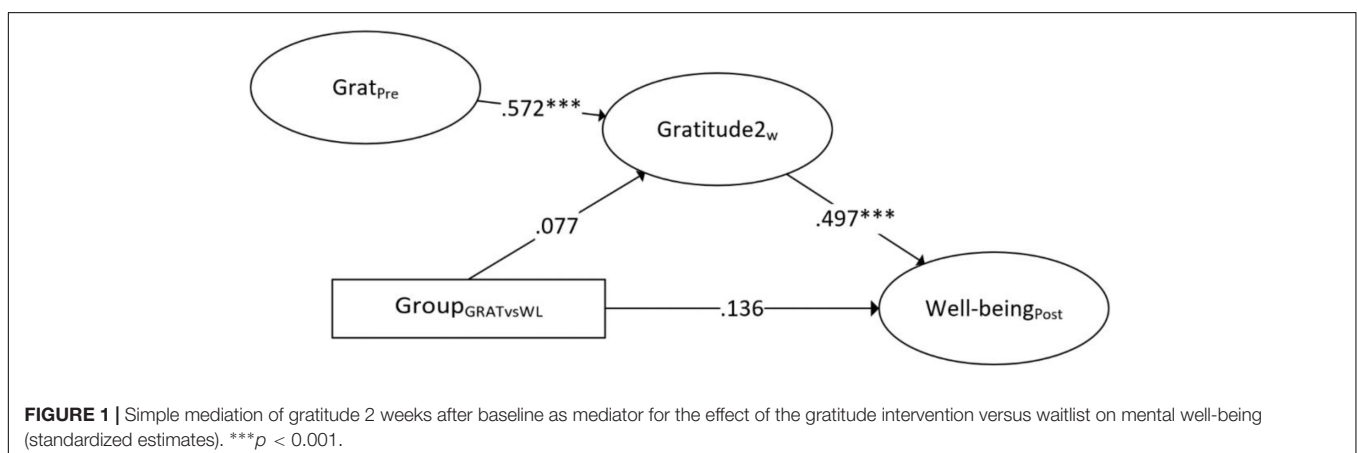 Grat_Pre
.572***
Gratitude2_w
.077
.497***
Group_GRATvsWL
.136
Well-being_Post
FIGURE 1 | Simple mediation of gratitude 2 weeks after baseline as mediator for the effect of the gratitude intervention versus waitlist on mental well-being
(standardized estimates). ***p < 0.001.